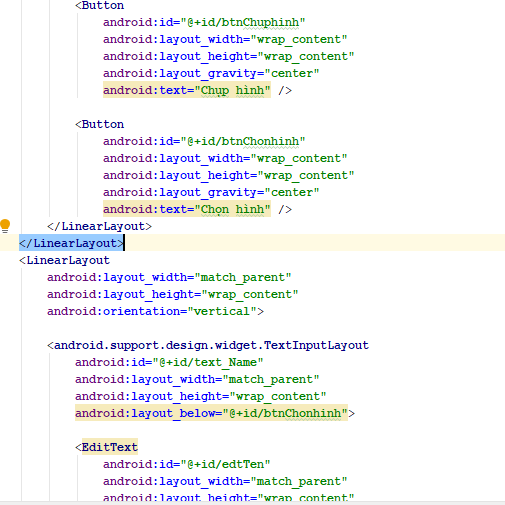 <Button
android:id="@+id/btnChuphinh"
android:layout_width="wrap_content"
android:layout_height="wrap_content"
android:layout_gravity="center"
android:text="Chụp hình" />
<Button
android:id="@+id/btnChonhinh"
android:layout_width="wrap_content"
android:layout_height="wrap_content"
android:layout_gravity="center"
android:text="Chọn hình" />
</LinearLayout>
</LinearLayout>
<LinearLayout
android:layout_width="match_parent"
android:layout_height="wrap_content"
android:orientation="vertical">
<android.support.design.widget.TextInputLayout
android:id="@+id/text_Name"
android:layout_width="match_parent"
android:layout_height="wrap_content"
android:layout_below="@+id/btnChonhinh">
<EditText
android:id="@+id/edtTen"
android:layout_width="match_parent"
android:layout_height="wrap_content"